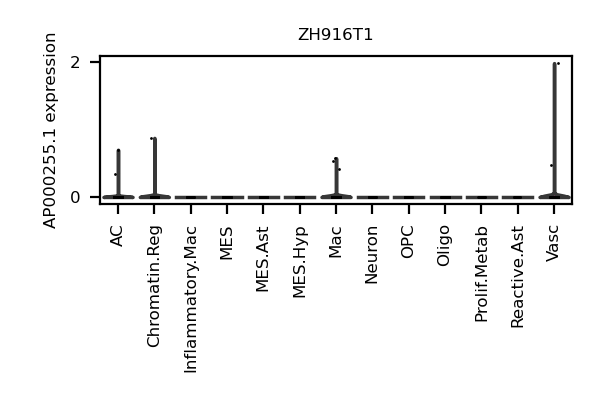 ZH916T1
AP000255.1 expression
2
0
AC
Chromatin.Reg
Inflammatory.Mac
MES
MES.Ast
MES.Hyp
Mac
Neuron
OPC
Oligo
Prolif.Metab
Reactive.Ast
Vasc